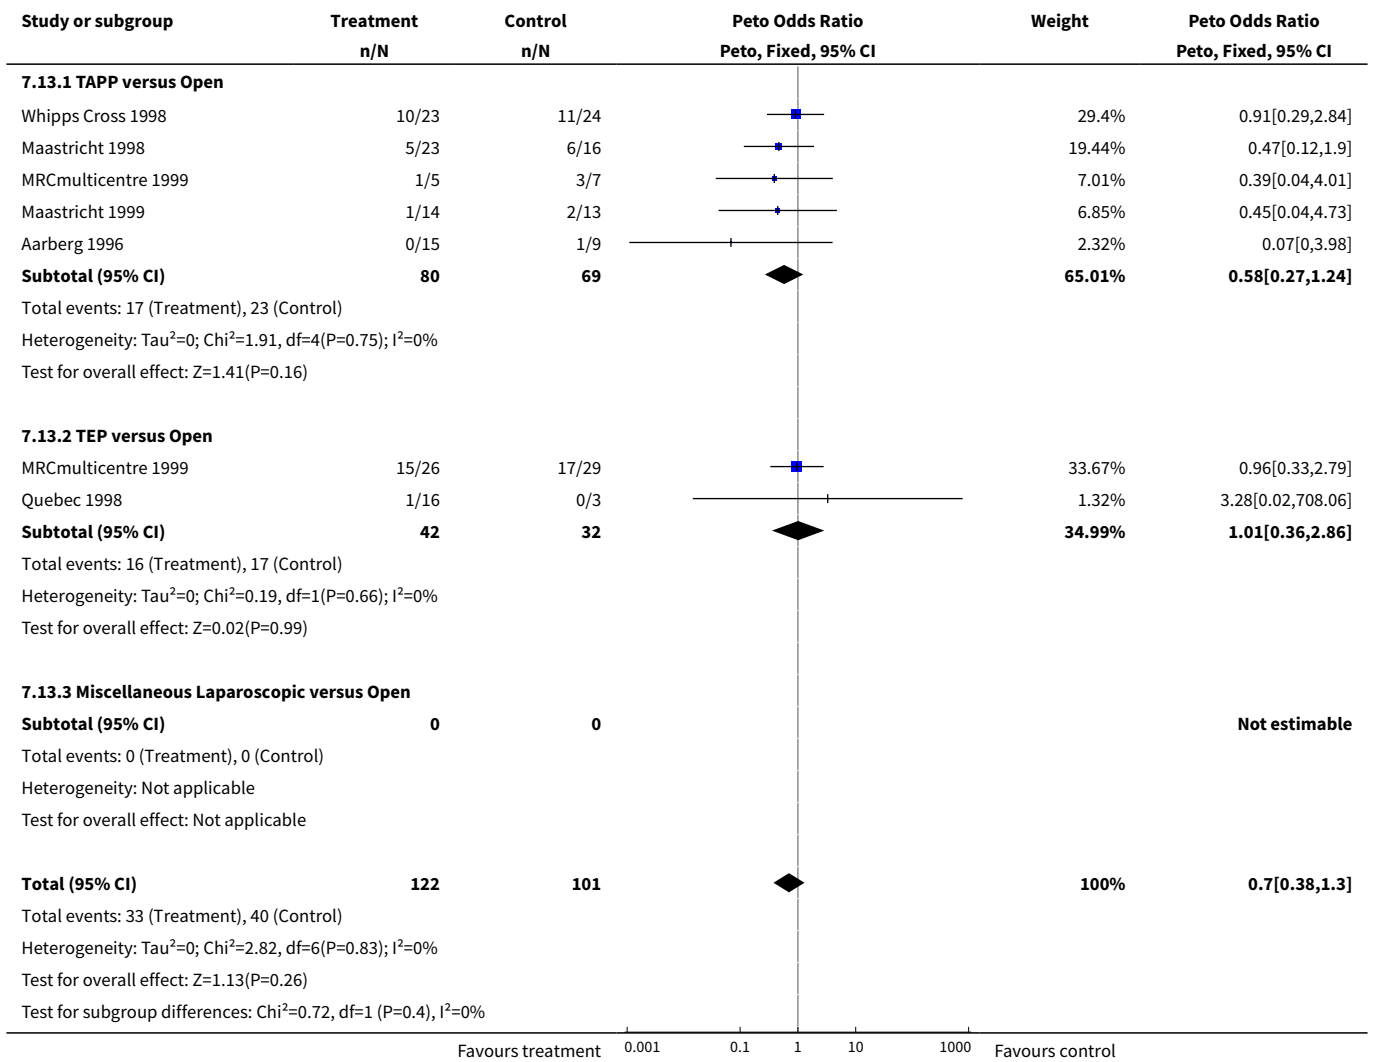 Study or subgroup Treatment Control Peto Odds Ratio Weight Peto Odds Ratio
n/N n/N Peto, Fixed, 95% CI Peto, Fixed, 95% CI
7.13.1 TAPP versus Open
Whipps Cross 1998 10/23 11/24 29.4% 0.91[0.29,2.84]
Maastricht 1998 5/23 6/16 19.44% 0.47[0.12,1.9]
MRCmulticentre 1999 1/5 3/7 7.01% 0.39[0.04,4.01]
Maastricht 1999 1/14 2/13 6.85% 0.45[0.04,4.73]
Aarberg 1996 0/15 1/9 2.32% 0.07[0,3.98]
Subtotal (95% CI) 80 69 65.01% 0.58[0.27,1.24]
Total events: 17 (Treatment), 23 (Control)
Heterogeneity: Tau²=0; Chi²=1.91, df=4(P=0.75); I²=0%
Test for overall effect: Z=1.41(P=0.16)
7.13.2 TEP versus Open
MRCmulticentre 1999 15/26 17/29 33.67% 0.96[0.33,2.79]
Quebec 1998 1/16 0/3 1.32% 3.28[0.02,708.06]
Subtotal (95% CI) 42 32 34.99% 1.01[0.36,2.86]
Total events: 16 (Treatment), 17 (Control)
Heterogeneity: Tau²=0; Chi²=0.19, df=1(P=0.66); I²=0%
Test for overall effect: Z=0.02(P=0.99)
7.13.3 Miscellaneous Laparoscopic versus Open
Subtotal (95% CI) 0 0 Not estimable
Total events: 0 (Treatment), 0 (Control)
Heterogeneity: Not applicable
Test for overall effect: Not applicable
Total (95% CI) 122 101 100% 0.7[0.38,1.3]
Total events: 33 (Treatment), 40 (Control)
Heterogeneity: Tau²=0; Chi²=2.82, df=6(P=0.83); I²=0%
Test for overall effect: Z=1.13(P=0.26)
Test for subgroup differences: Chi²=0.72, df=1 (P=0.4), I²=0%
Favours treatment 0.001 0.1 1 10 1000 Favours control